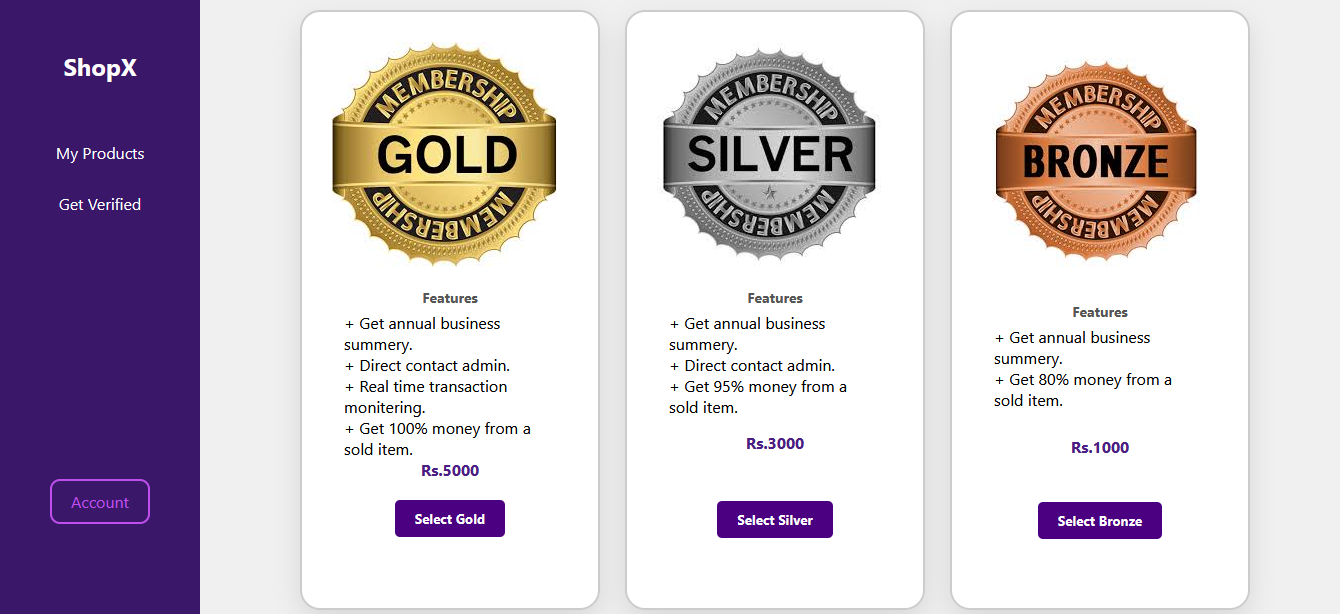 ShopX
My Products
Get Verified
Account
MEMBERSHIP
GOLD
MEMBERSHIP
Features
+ Get annual business
summery.
+ Direct contact admin.
+ Real time transaction
monitering.
+ Get 100% money from a
sold item.
Rs.5000
Select Gold
MEMBERSHIP
SILVER
MEMBERSHIP
Features
+ Get annual business
summery.
+ Direct contact admin.
+ Get 95% money from a
sold item.
Rs.3000
Select Silver
MEMBERSHIP
BRONZE
MEMBERSHIP
Features
+ Get annual business
summery.
+ Get 80% money from a
sold item.
Rs.1000
Select Bronze